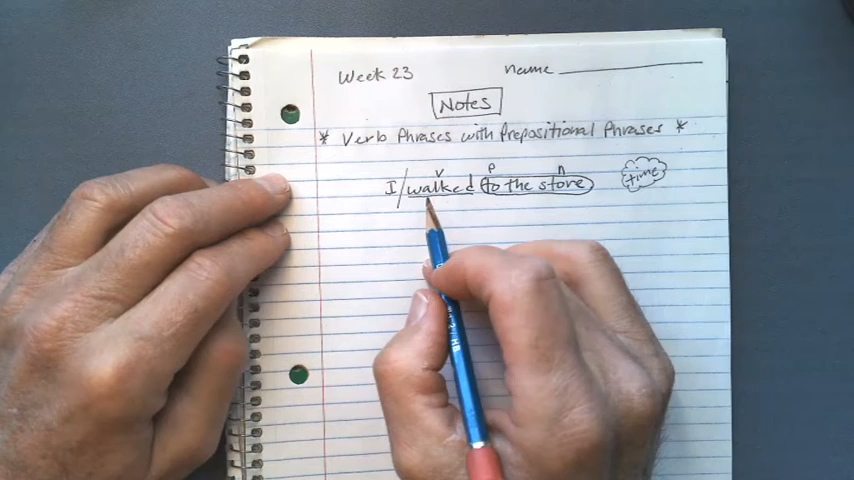 Week 23 name
Notes
* Verb Phrases with Prepositional Phrases *
v p n
I/walked to the store time